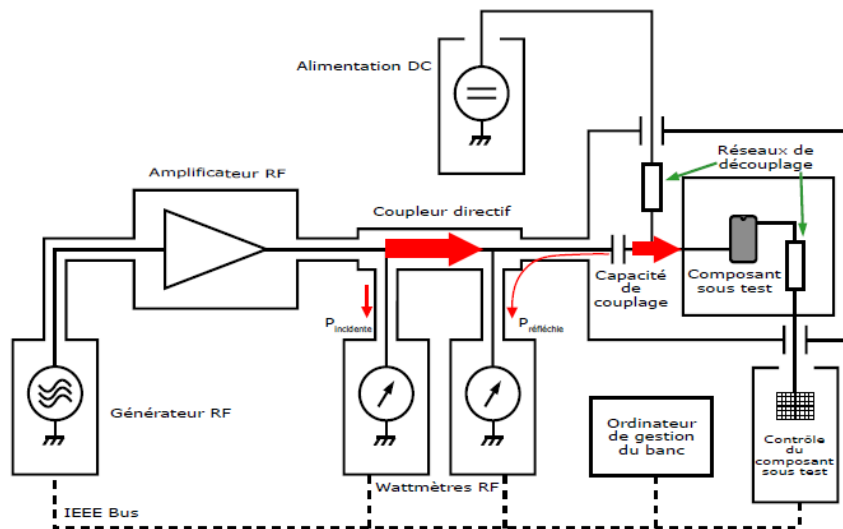 Alimentation DC
Réseaux de
découplage
Amplificateur RF
Coupleur directif
Capacité
de
couplage
Composant
sous test
Pincidente
Préfléchie
Générateur RF
Ordinateur
de gestion
du banc
Contrôle
du
composant
sous test
Wattmètres RF
IEEE Bus